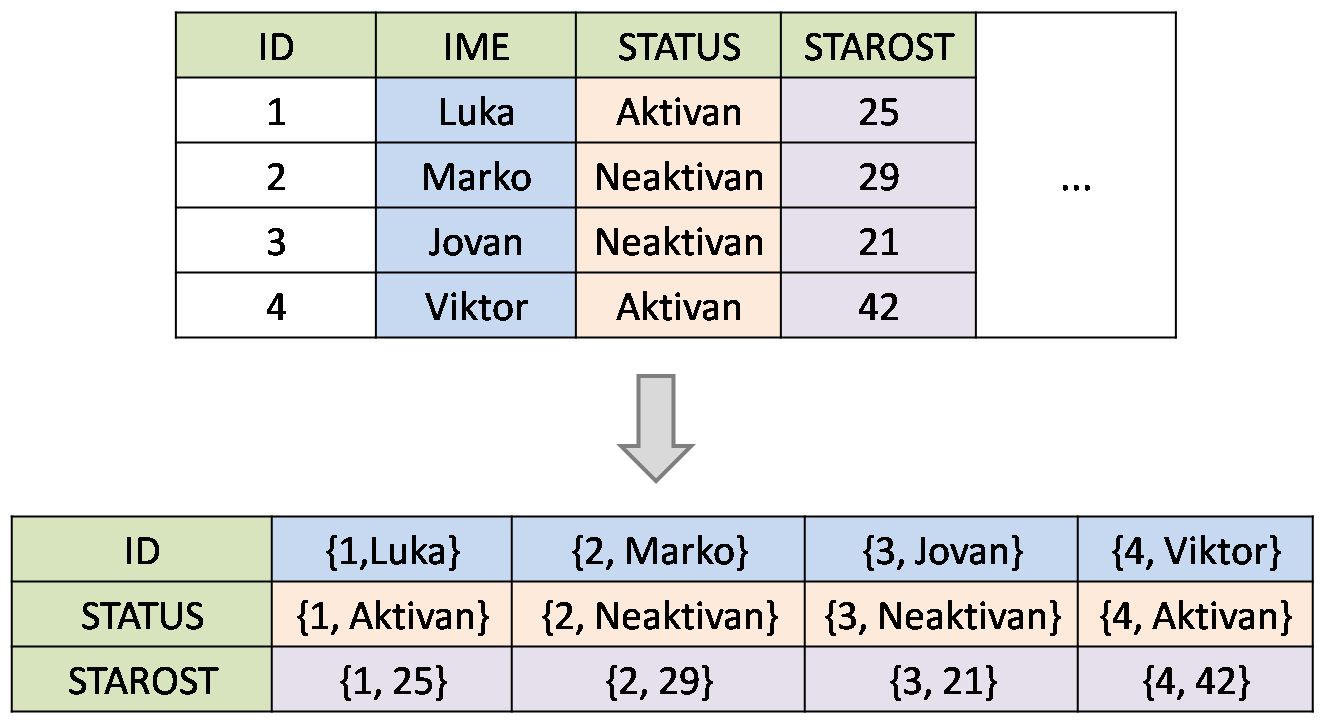 ID IME STATUS STAROST
1 Luka Aktivan 25
2 Marko Neaktivan 29 ...
3 Jovan Neaktivan 21
4 Viktor Aktivan 42
ID {1,Luka} {2, Marko} {3, Jovan} {4, Viktor}
STATUS {1, Aktivan} {2, Neaktivan} {3, Neaktivan} {4, Aktivan}
STAROST {1, 25} {2, 29} {3, 21} {4, 42}